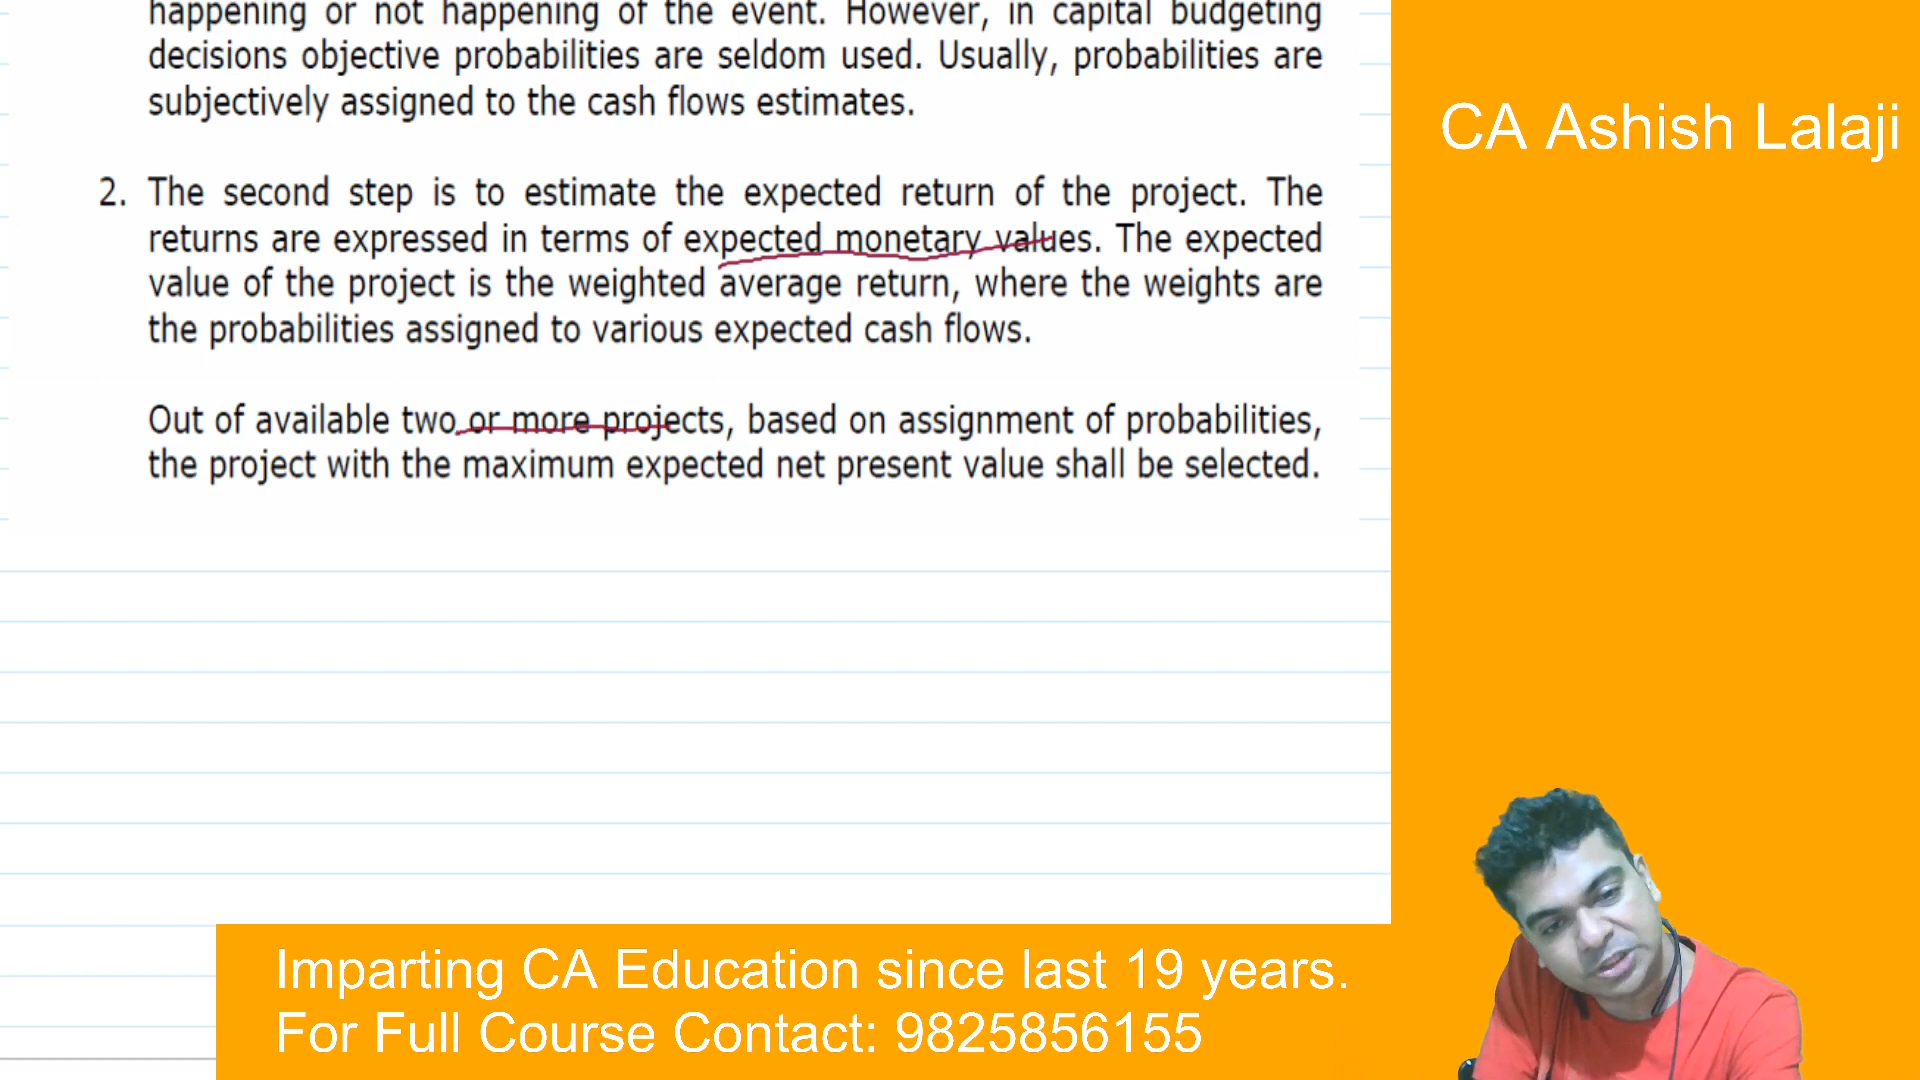 happening or not happening of the event. However, in capital budgeting
decisions objective probabilities are seldom used. Usually, probabilities are
subjectively assigned to the cash flows estimates.
2. The second step is to estimate the expected return of the project. The
returns are expressed in terms of expected monetary values. The expected
value of the project is the weighted average return, where the weights are
the probabilities assigned to various expected cash flows.
Out of available two or more projects, based on assignment of probabilities,
the project with the maximum expected net present value shall be selected.
CA Ashish Lalaji
Imparting CA Education since last 19 years.
For Full Course Contact: 9825856155